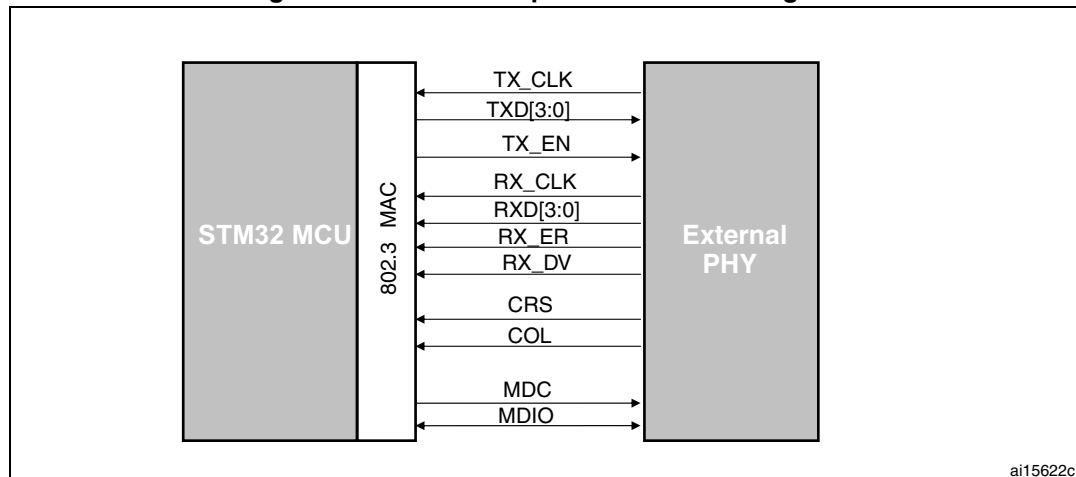 TX_CLK
TXD[3:0]
TX_EN
RX_CLK
RXD[3:0]
STM32 MCU
802.3 MAC
RX_ER
External
PHY
RX_DV
CRS
COL
MDC
MDIO
ai15622c